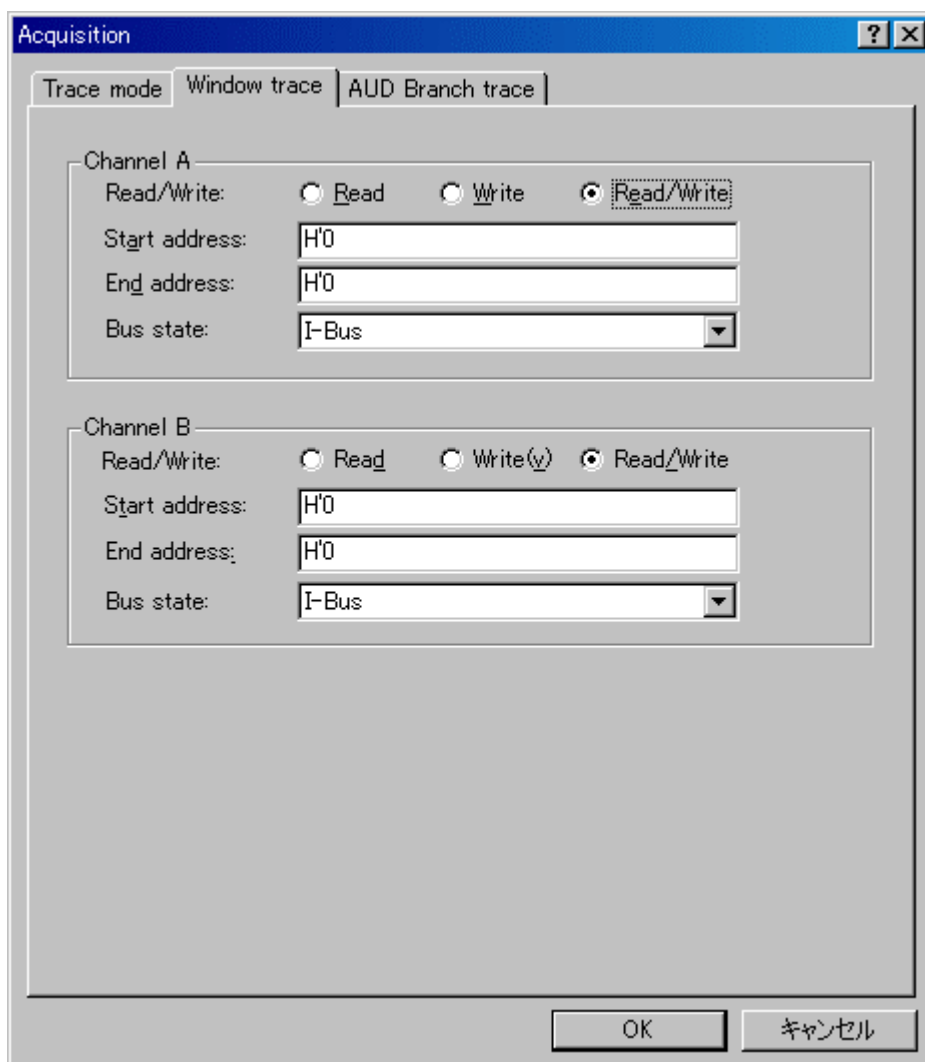 Acquisition
Trace mode Window trace AUD Branch trace
Channel A
Read/Write: Read Write Read/Write
Start address: H'0
End address: H'0
Bus state: I-Bus
Channel B
Read/Write: Read Write(v) Read/Write
Start address: H'0
End address: H'0
Bus state: I-Bus
OK キャンセル